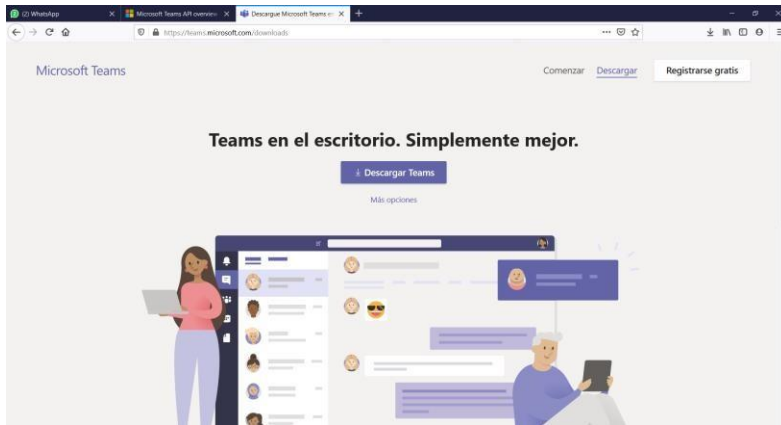 (2) WhatsApp
Microsoft Teams API overview
Descargue Microsoft Teams en
https://teams.microsoft.com/downloads
Microsoft Teams
Comenzar
Descargar
Registrarse gratis
Teams en el escritorio. Simplemente mejor.
Descargar Teams
Más opciones